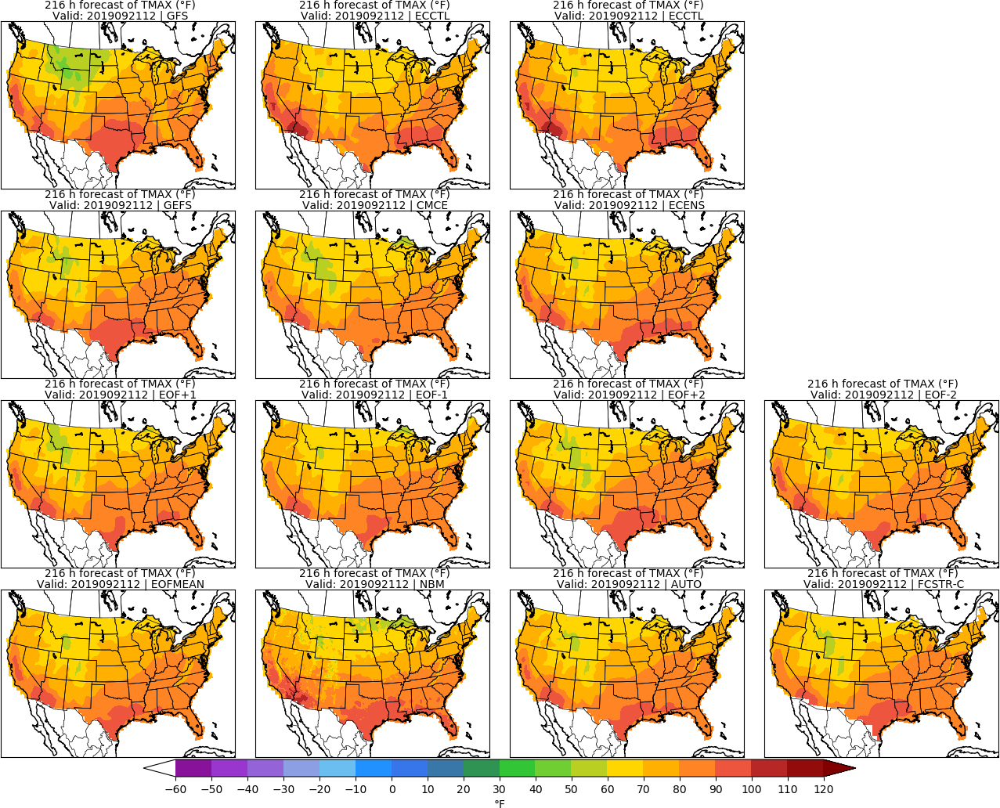 216 h forecast of TMAX (°F)
Valid: 2019092112 | GFS
216 h forecast of TMAX (°F)
Valid: 2019092112 | ECCTL
216 h forecast of TMAX (°F)
Valid: 2019092112 | ECCTL
216 h forecast of TMAX (°F)
Valid: 2019092112 | GEFS
216 h forecast of TMAX (°F)
Valid: 2019092112 | CMCE
216 h forecast of TMAX (°F)
Valid: 2019092112 | ECENS
216 h forecast of TMAX (°F)
Valid: 2019092112 | EOF+1
216 h forecast of TMAX (°F)
Valid: 2019092112 | EOF-1
216 h forecast of TMAX (°F)
Valid: 2019092112 | EOF+2
216 h forecast of TMAX (°F)
Valid: 2019092112 | EOF-2
216 h forecast of TMAX (°F)
Valid: 2019092112 | EOFMEAN
216 h forecast of TMAX (°F)
Valid: 2019092112 | NBM
216 h forecast of TMAX (°F)
Valid: 2019092112 | AUTO
216 h forecast of TMAX (°F)
Valid: 2019092112 | FCSTR-C
−60 −50 −40 −30 −20 −10 0 10 20 30 40 50 60 70 80 90 100 110 120
°F